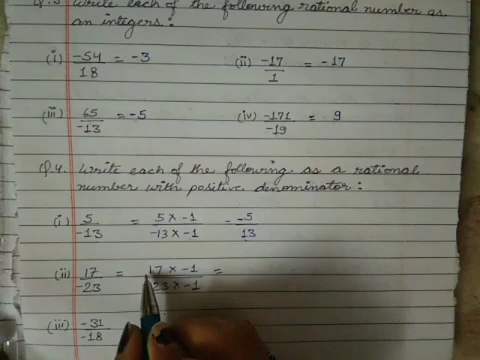 Q.3 Write each of the following rational number as
an integers :
(i) -54/18 = -3 (ii) -17/1 = -17
(iii) 65/-13 = -5 (iv) -171/-19 = 9
Q.4. Write each of the following as a rational
number with positive denominator :
(i) 5/-13 = 5 × -1/-13 × -1 = -5/13
(ii) 17/-23 = 17 × -1/-23 × -1 =
(iii) -31/-18